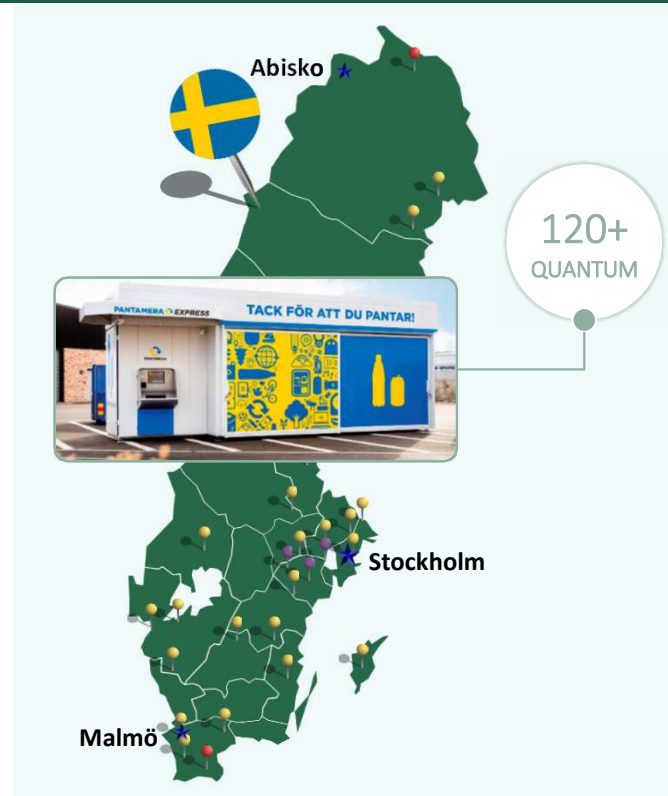 Abisko
120+
QUANTUM
PANTAMERA EXPRESS
TACK FÖR ATT DU PANTAR!
Stockholm
Malmö